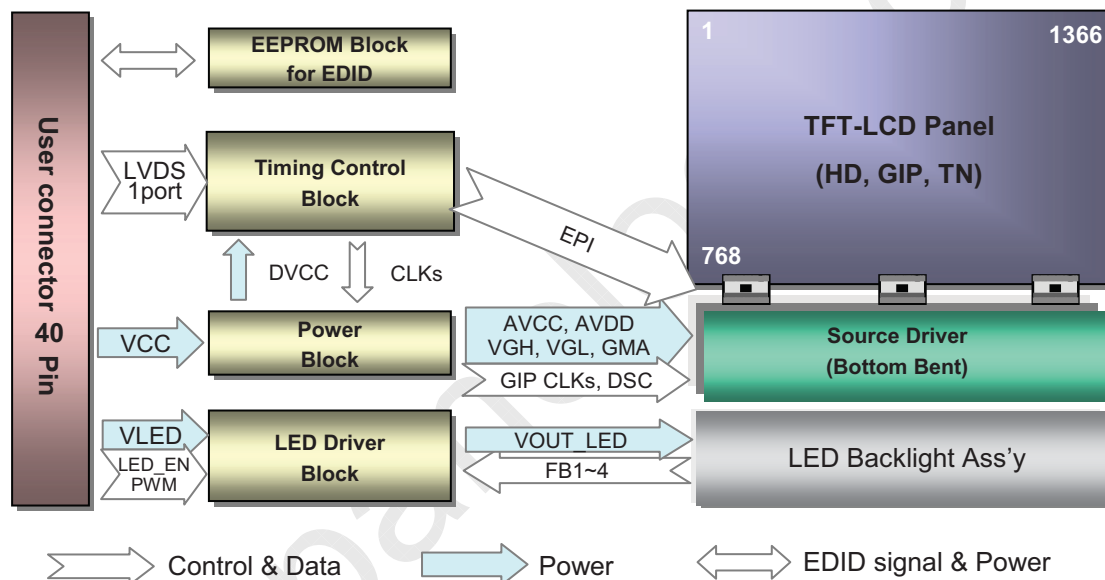 User connector 40 Pin
EEPROM Block
for EDID
LVDS
1port
Timing Control
Block
EPI
DVCC
CLKs
VCC
Power
Block
AVCC, AVDD
VGH, VGL, GMA
GIP CLKs, DSC
VLED
LED_EN
PWM
LED Driver
Block
VOUT_LED
FB1~4
1
1366
TFT-LCD Panel
(HD, GIP, TN)
768
Source Driver
(Bottom Bent)
LED Backlight Ass’y
Control & Data
Power
EDID signal & Power